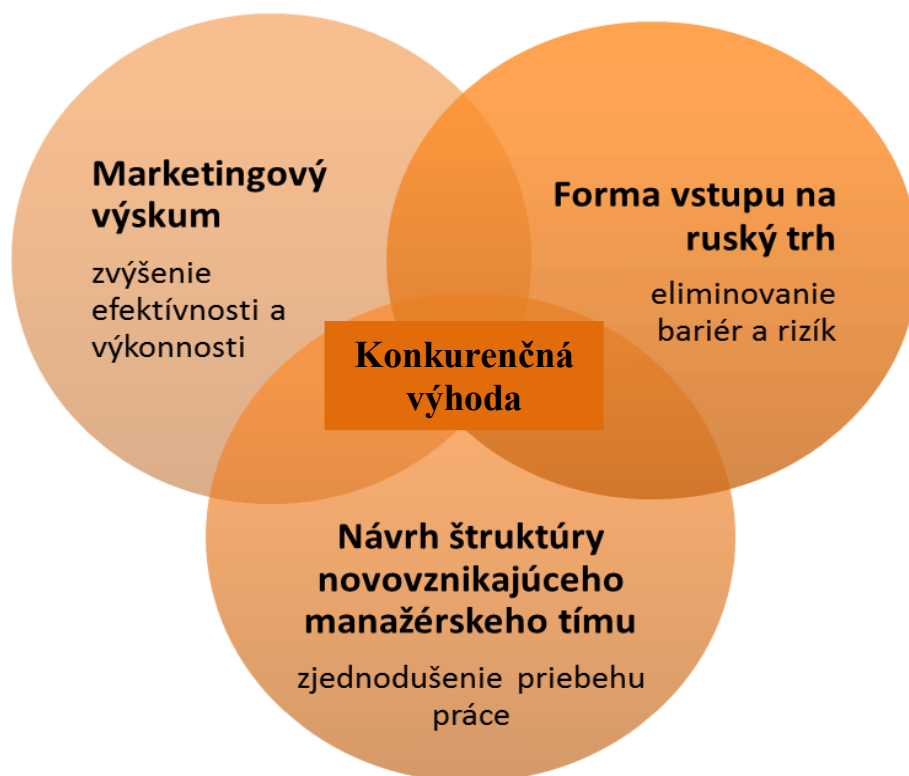 Marketingový
výskum
zvýšenie
efektívnosti a
výkonnosti
Forma vstupu na
ruský trh
eliminovanie
bariér a rizík
Konkurenčná
výhoda
Návrh štruktúry
novovznikajúceho
manažérskeho tímu
zjednodušenie priebehu
práce